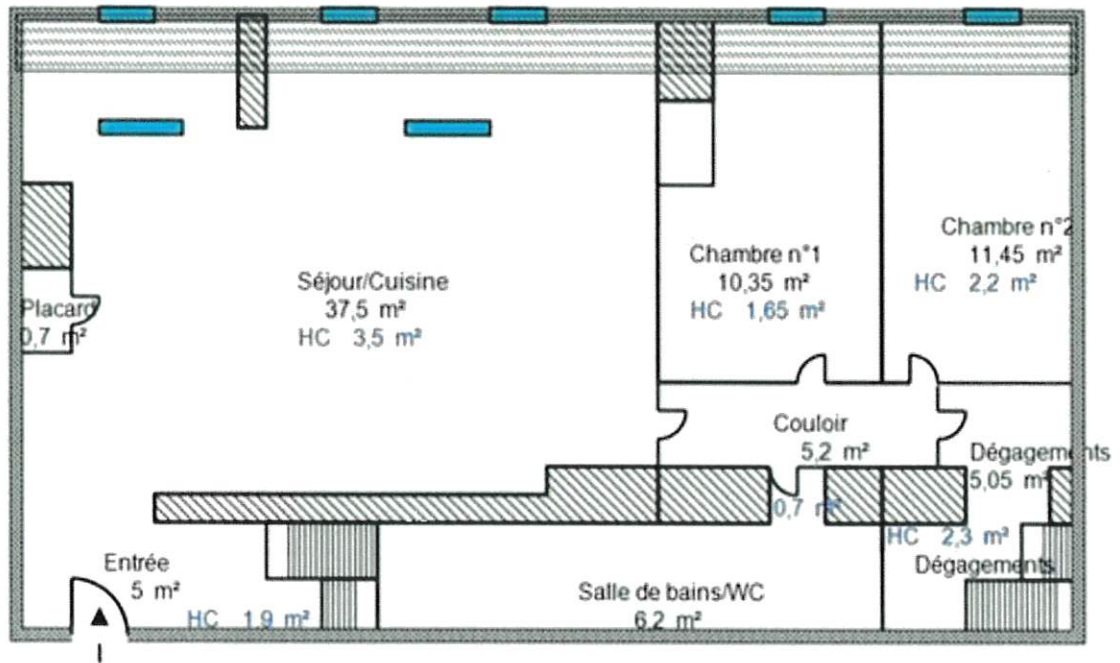 Chambre n°2
11,45 m²
HC 2,2 m²
Chambre n°1
10,35 m²
HC 1,65 m²
Séjour/Cuisine
37,5 m²
HC 3,5 m²
Placard
0,7 m²
Couloir
5,2 m²
Dégagements
5,05 m²
0,7 m²
HC 2,3 m²
Dégagements
Entrée
5 m²
HC 1,9 m²
Salle de bains/WC
6,2 m²